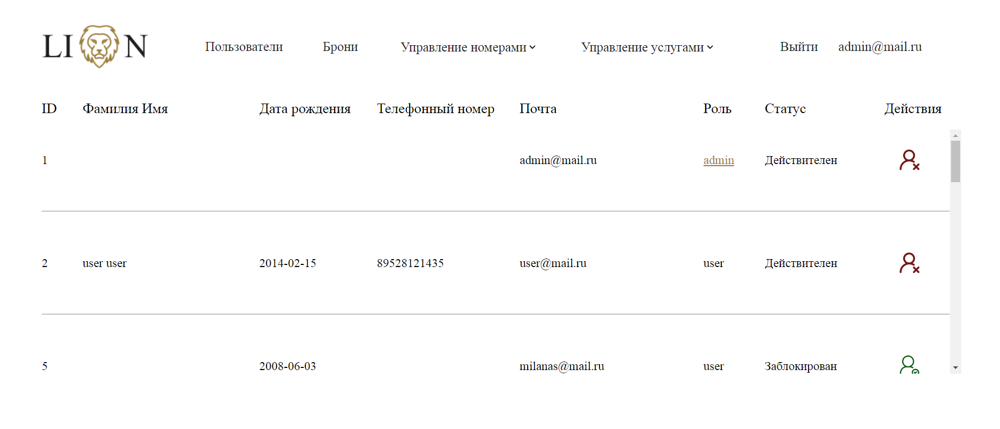 LION Пользователи Брони Управление номерами Управление услугами Выйти admin@mail.ru
ID Фамилия Имя Дата рождения Телефонный номер Почта Роль Статус Действия
1 admin@mail.ru admin Действителен
2 user user 2014-02-15 89528121435 user@mail.ru user Действителен
5 2008-06-03 milanas@mail.ru user Заблокирован